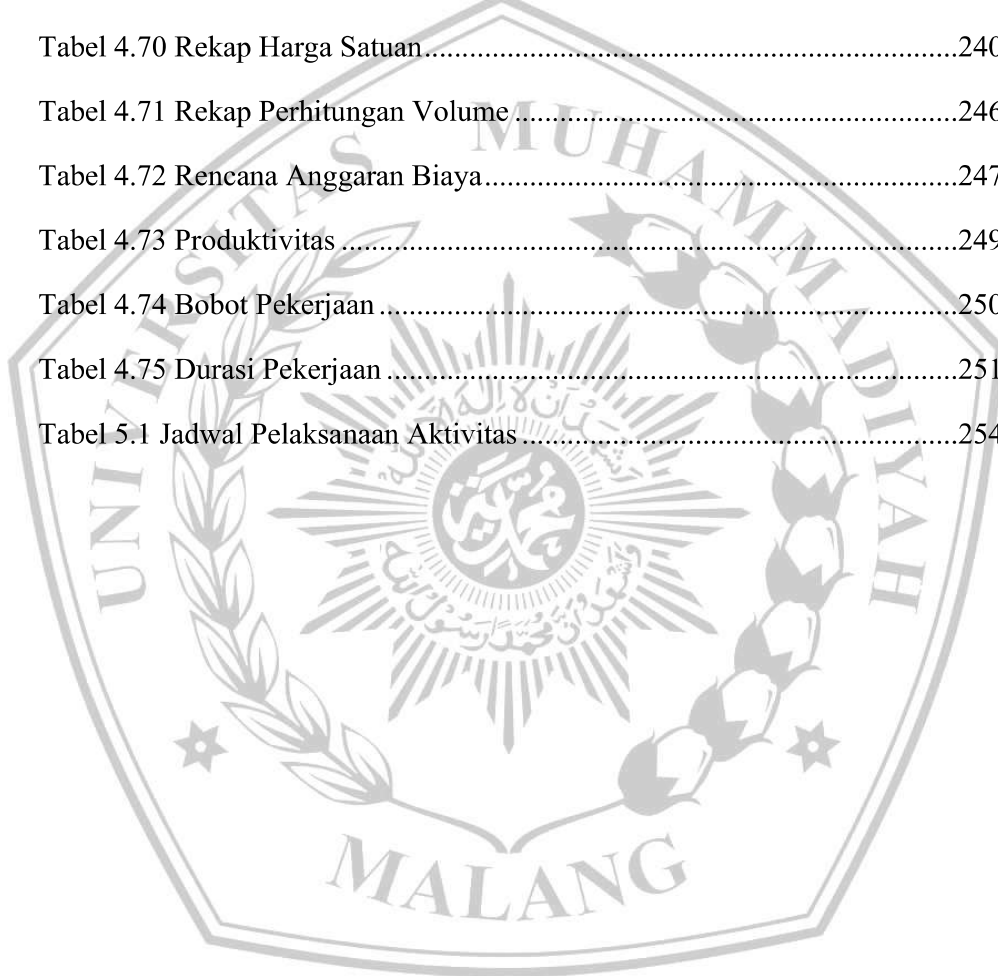 Tabel 4.70 Rekap Harga Satuan.....................................................................240
Tabel 4.71 Rekap Perhitungan Volume..........................................................246
Tabel 4.72 Rencana Anggaran Biaya..............................................................247
Tabel 4.73 Produktivitas.................................................................................249
Tabel 4.74 Bobot Pekerjaan............................................................................250
Tabel 4.75 Durasi Pekerjaan...........................................................................251
Tabel 5.1 Jadwal Pelaksanaan Aktivitas.........................................................254
UNIVERSITAS MUHAMMADIYAH
MALANG